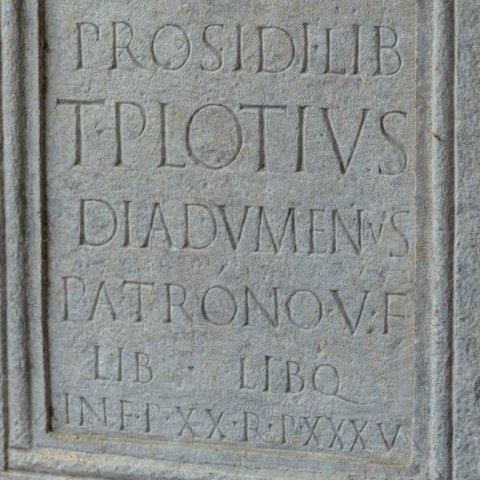 PROSIDI·LIB
T·PLOTIVS
DIADVMENVS
PATRONO·V·F
LIB · LIBQ
IN·F·P·XX·R·P·XXXV